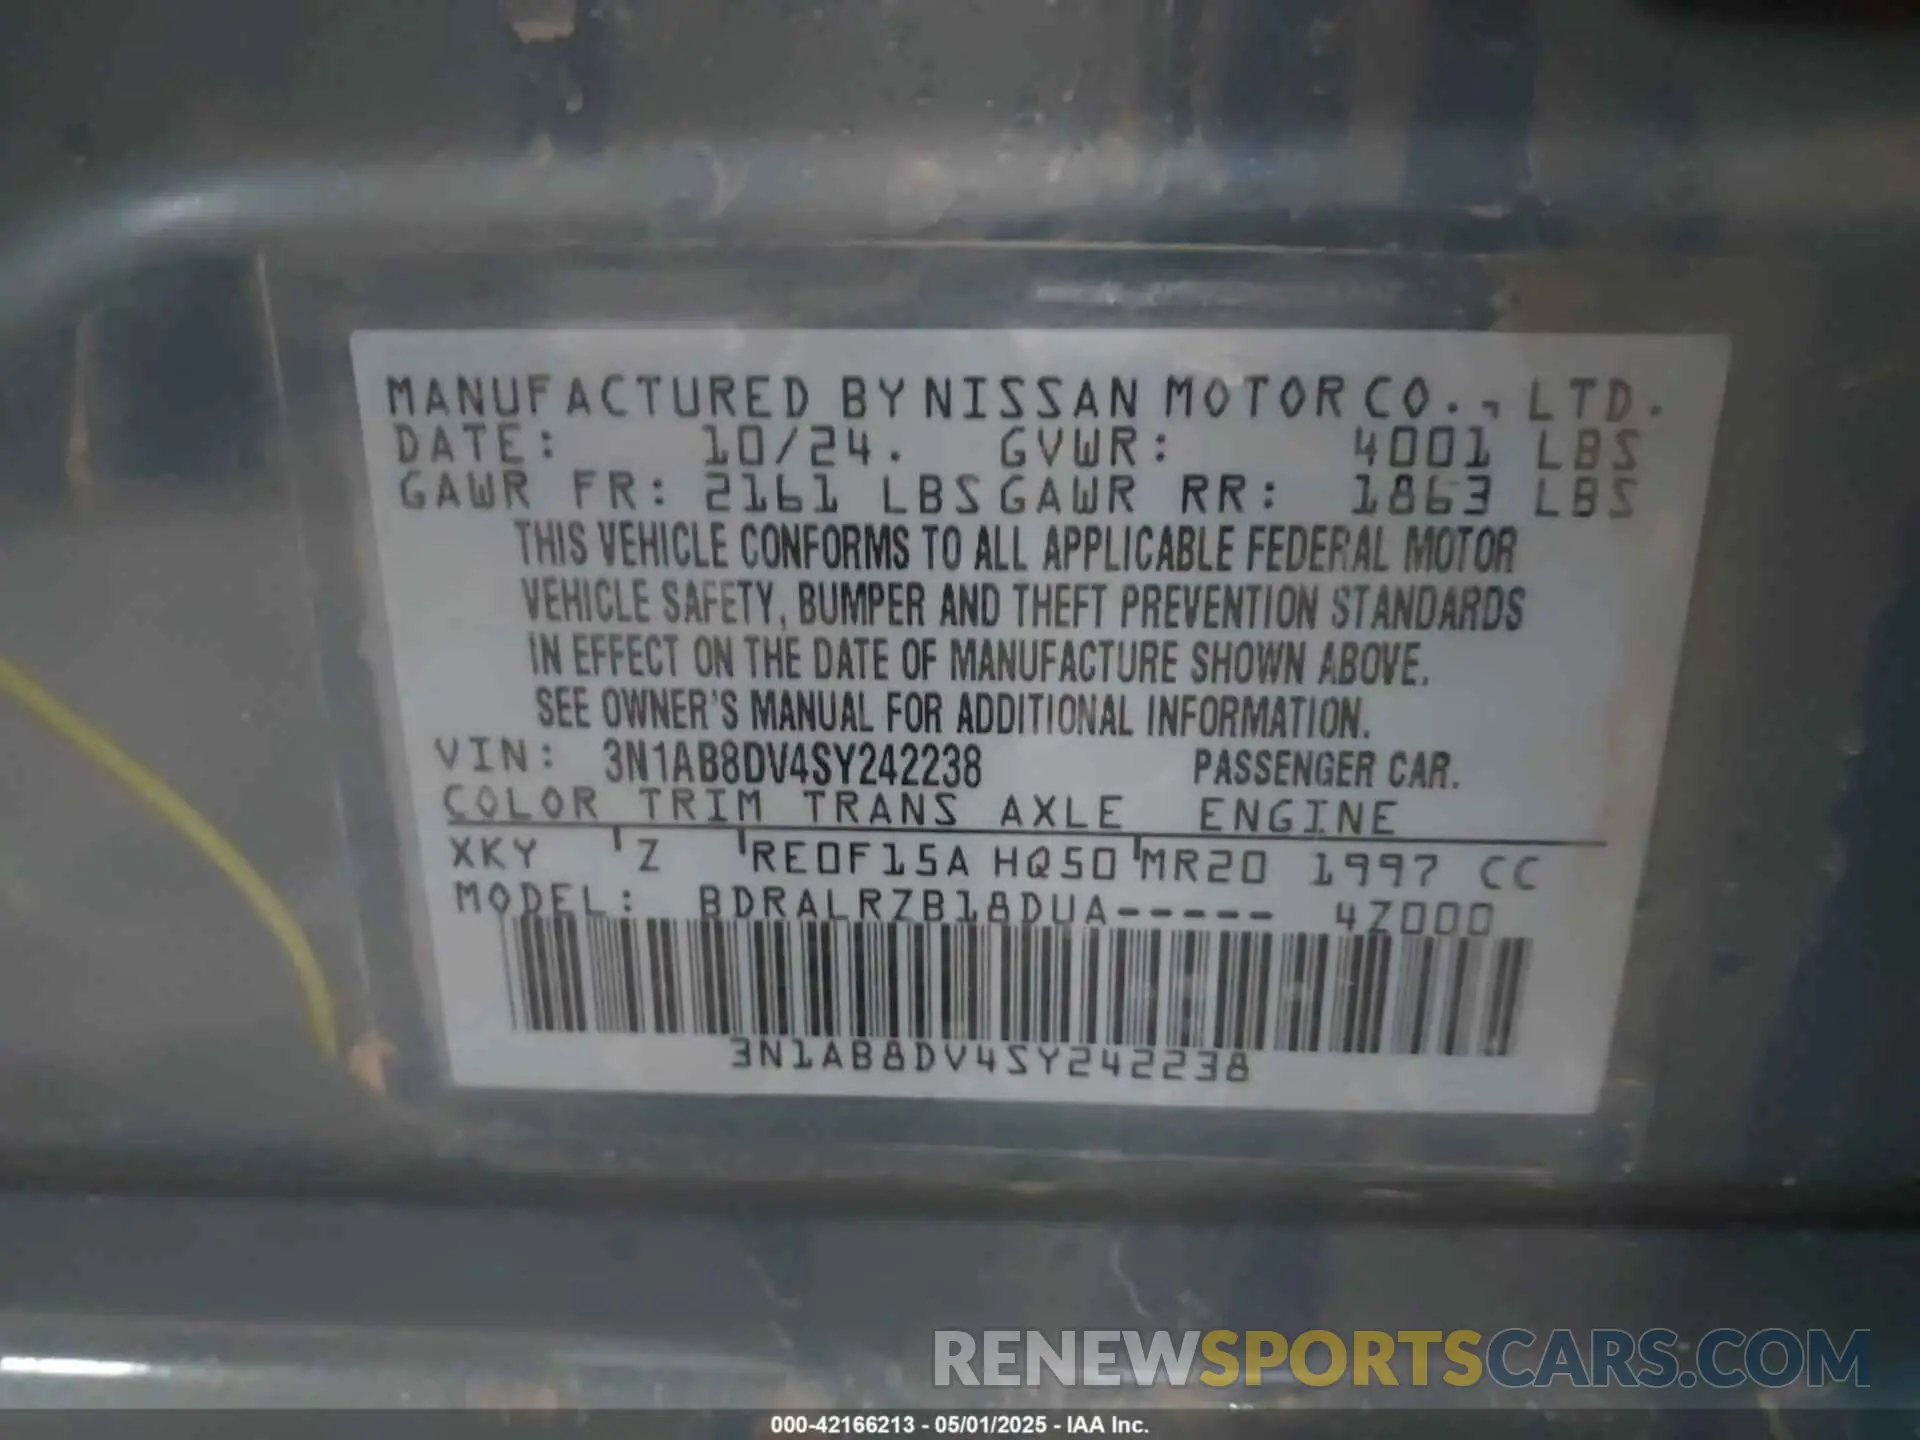 MANUFACTURED BY NISSAN MOTOR CO., LTD.
DATE: 10/24. GVWR: 4001 LBS
GAWR FR: 2161 LBS GAWR RR: 1863 LBS
THIS VEHICLE CONFORMS TO ALL APPLICABLE FEDERAL MOTOR
VEHICLE SAFETY, BUMPER AND THEFT PREVENTION STANDARDS
IN EFFECT ON THE DATE OF MANUFACTURE SHOWN ABOVE.
SEE OWNER'S MANUAL FOR ADDITIONAL INFORMATION.
VIN: 3N1AB8DV4SY242238 PASSENGER CAR.
COLOR TRIM TRANS AXLE ENGINE
XKY Z RE0F15A HQ50 MR20 1997 CC
MODEL: BDRALRZB18DUA----- 4Z000
3N1AB8DV4SY242238
RENEWSPORTSCARS.COM
000-42166213 - 05/01/2025 - IAA Inc.